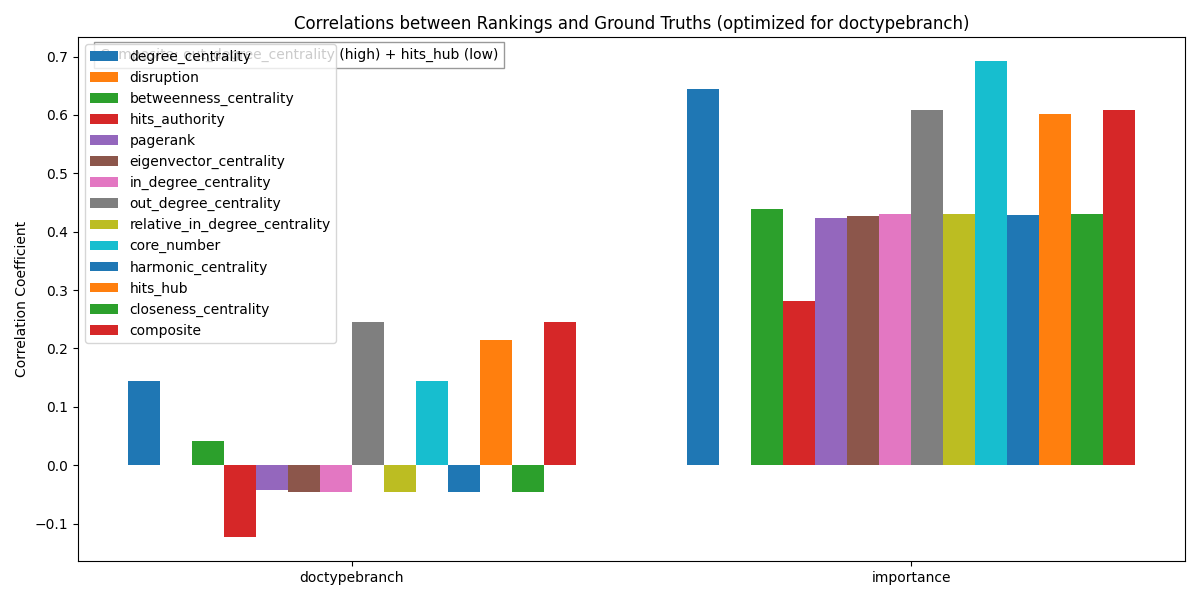 Correlations between Rankings and Ground Truths (optimized for doctypebranch)
Composite: out_degree_centrality (high) + hits_hub (low)
degree_centrality
disruption
betweenness_centrality
hits_authority
pagerank
eigenvector_centrality
in_degree_centrality
out_degree_centrality
relative_in_degree_centrality
core_number
harmonic_centrality
hits_hub
closeness_centrality
composite
Correlation Coefficient
0.7
0.6
0.5
0.4
0.3
0.2
0.1
0.0
−0.1
doctypebranch
importance